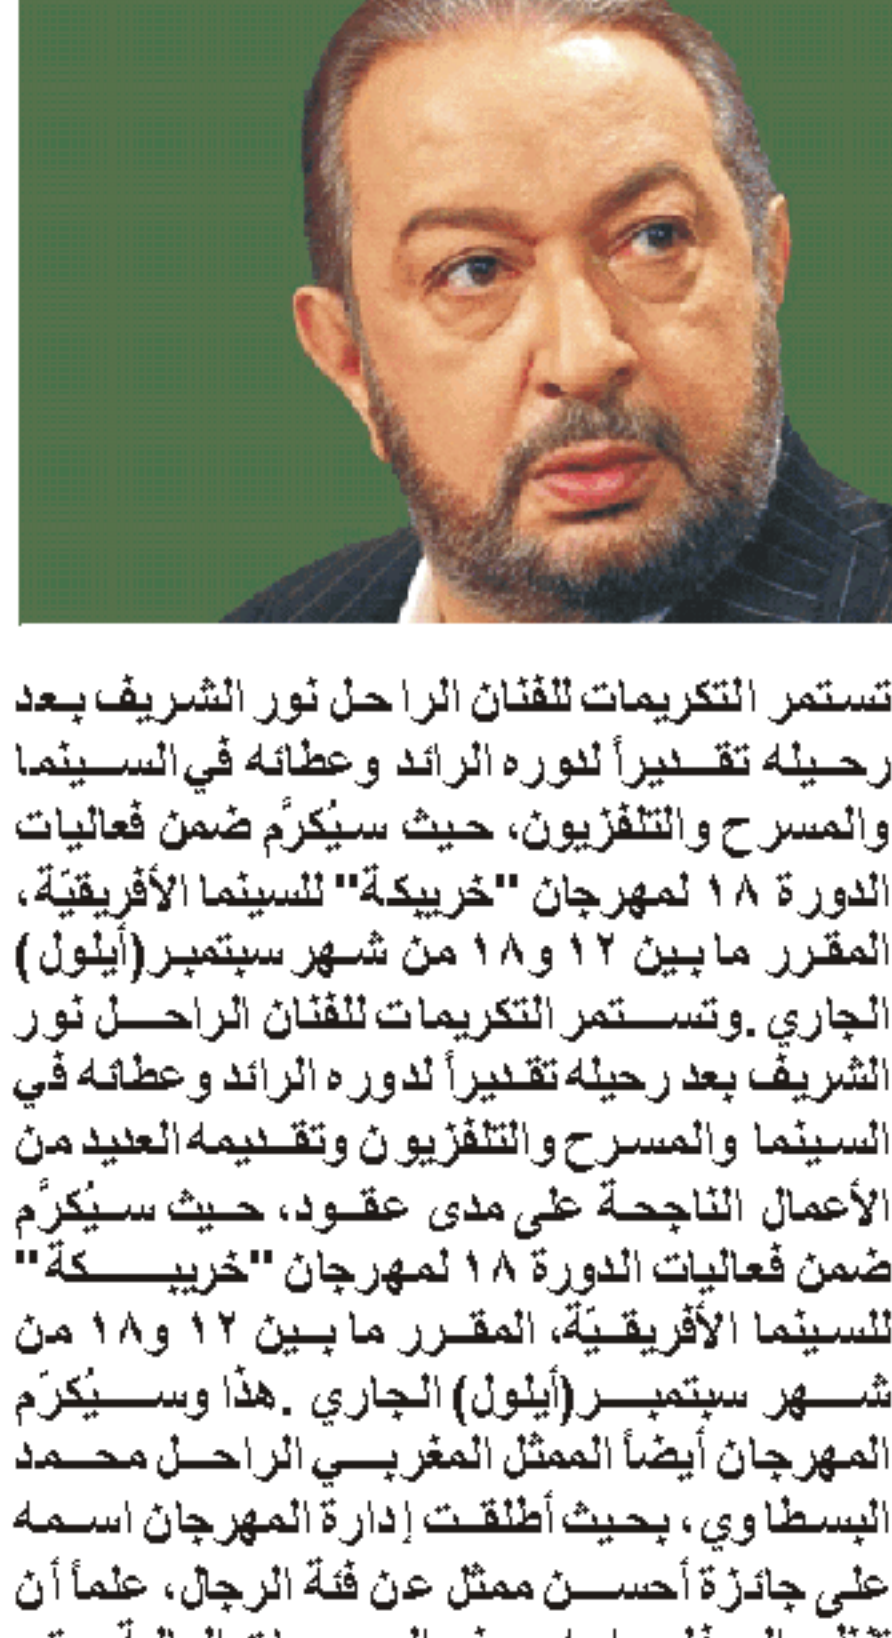 تستمر التكريمات للفنان الراحل نور الشريف بعد
رحيله تقديراً لدوره الرائد وعطائه في السينما
والمسرح والتلفزيون، حيث سيُكرَّم ضمن فعاليات
الدورة ١٨ لمهرجان "خريبكة" للسينما الأفريقيّة،
المقرر ما بين ١٢ و١٨ من شهر سبتمبر(أيلول)
الجاري .وتستمر التكريمات للفنان الراحل نور
الشريف بعد رحيله تقديراً لدوره الرائد وعطائه في
السينما والمسرح والتلفزيون وتقديمه العديد من
الأعمال الناجحة على مدى عقود، حيث سيُكرَّم
ضمن فعاليات الدورة ١٨ لمهرجان "خريبكة"
للسينما الأفريقيّة، المقرر ما بين ١٢ و١٨ من
شهر سبتمبر(أيلول) الجاري .هذا وسيُكرّم
المهرجان أيضاً الممثل المغربي الراحل محمد
البسطاوي، بحيث أطلقت إدارة المهرجان اسمه
على جائزة أحسن ممثل عن فئة الرجال، علماً أن